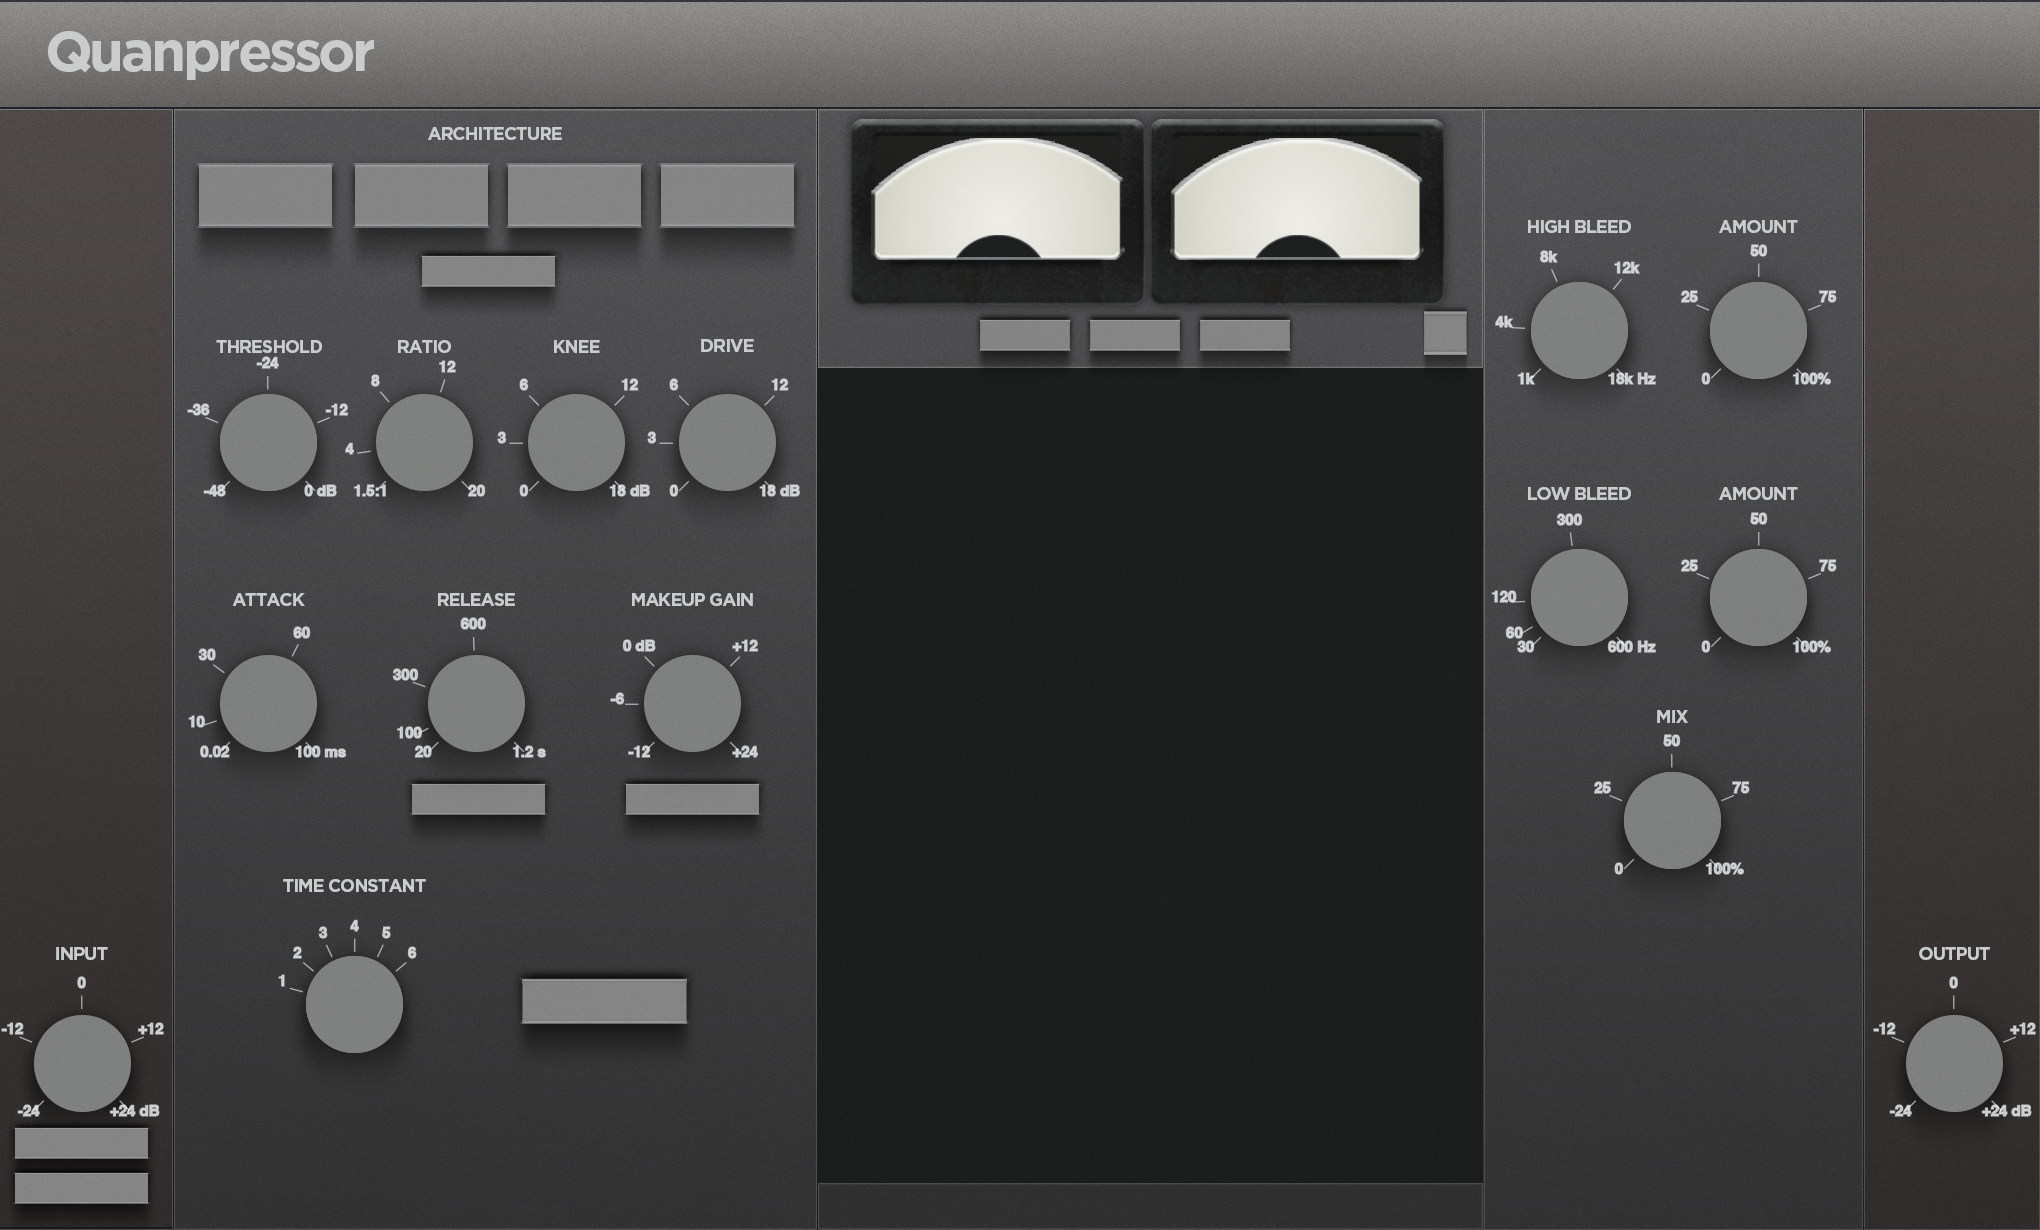 Quanpressor
ARCHITECTURE
THRESHOLD
-48
-36
-24
-12
0 dB
RATIO
1.5:1
4
8
12
20
KNEE
0
3
6
12
18 dB
DRIVE
0
3
6
12
18 dB
ATTACK
0.02
10
30
60
100 ms
RELEASE
20
100
300
600
1.2 s
MAKEUP GAIN
-12
-6
0 dB
+12
+24
TIME CONSTANT
1
2
3
4
5
6
INPUT
-24
-12
0
+12
+24 dB
HIGH BLEED
1k
4k
8k
12k
18k Hz
AMOUNT
0
25
50
75
100%
LOW BLEED
30
60
120
300
600 Hz
AMOUNT
0
25
50
75
100%
MIX
0
25
50
75
100%
OUTPUT
-24
-12
0
+12
+24 dB